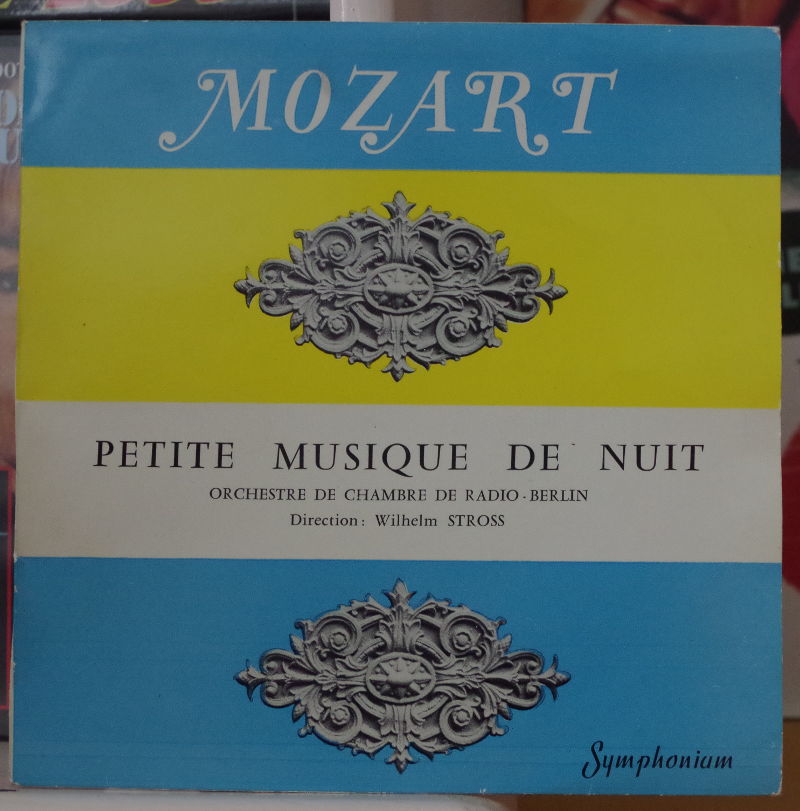 MOZART
PETITE MUSIQUE DE NUIT
ORCHESTRE DE CHAMBRE DE RADIO - BERLIN
Direction : Wilhelm STROSS
Symphonium